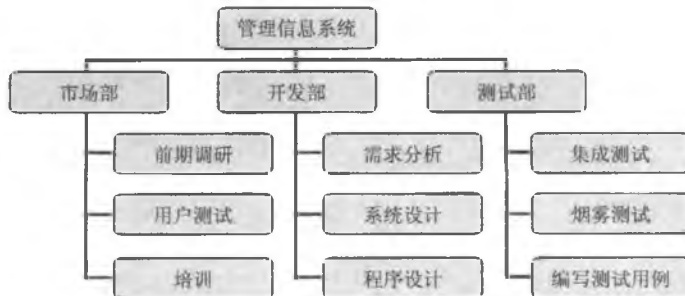 管理信息系统
市场部
开发部
测试部
前期调研
需求分析
集成测试
用户测试
系统设计
烟雾测试
培训
程序设计
编写测试用例